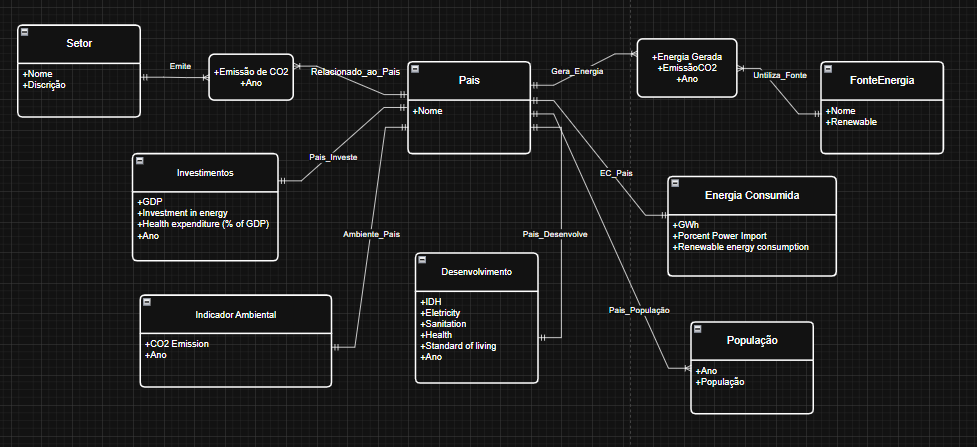 Setor
+Nome
+Discrição
Emite
+Emissão de CO2
+Ano
Relacionado_ao_Pais
Pais
+Nome
Gera_Energia
+Energia Gerada
+EmissãoCO2
+Ano
Untiliza_Fonte
FonteEnergia
+Nome
+Renewable
Investimentos
+GDP
+Investment in energy
+Health expenditure (% of GDP)
+Ano
Pais_Investe
EC_Pais
Energia Consumida
+GWh
+Porcent Power Import
+Renewable energy consumption
Ambiente_Pais
Pais_Desenvolve
Desenvolvimento
+IDH
+Eletricity
+Sanitation
+Health
+Standard of living
+Ano
Indicador Ambiental
+CO2 Emission
+Ano
Pais_População
População
+Ano
+População